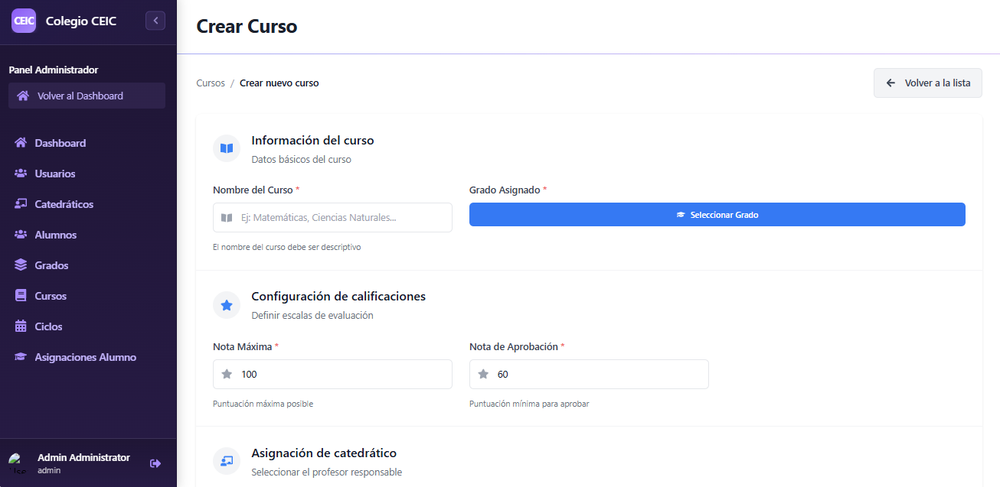 CEIC
Colegio CEIC
Panel Administrador
Volver al Dashboard
Dashboard
Usuarios
Catedráticos
Alumnos
Grados
Cursos
Ciclos
Asignaciones Alumno
Admin Administrator
admin
Crear Curso
Cursos / Crear nuevo curso
Volver a la lista
Información del curso
Datos básicos del curso
Nombre del Curso *
Ej: Matemáticas, Ciencias Naturales...
El nombre del curso debe ser descriptivo
Grado Asignado *
Seleccionar Grado
Configuración de calificaciones
Definir escalas de evaluación
Nota Máxima *
100
Puntuación máxima posible
Nota de Aprobación *
60
Puntuación mínima para aprobar
Asignación de catedrático
Seleccionar el profesor responsable